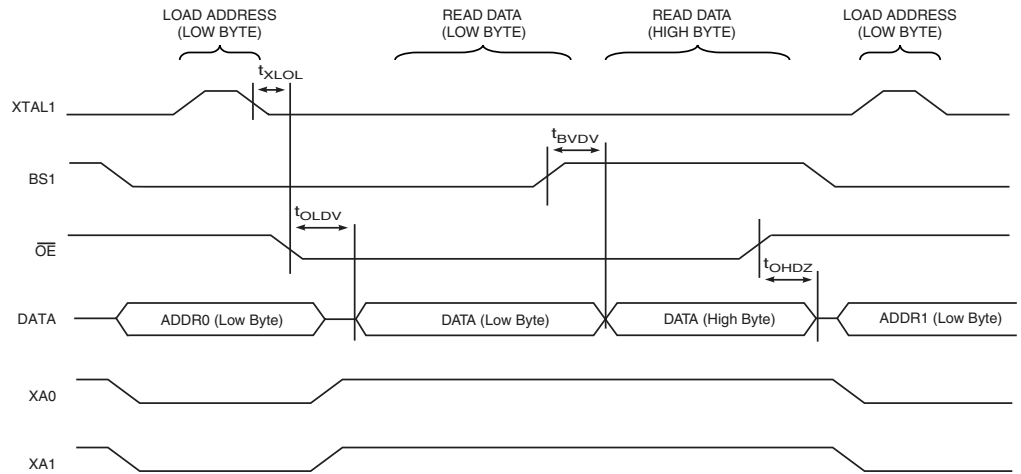 LOAD ADDRESS
(LOW BYTE)
READ DATA
(LOW BYTE)
READ DATA
(HIGH BYTE)
LOAD ADDRESS
(LOW BYTE)
tXLOL
XTAL1
tBVDV
BS1
tOLDV
OE
tOHDZ
DATA
ADDR0 (Low Byte)
DATA (Low Byte)
DATA (High Byte)
ADDR1 (Low Byte)
XA0
XA1